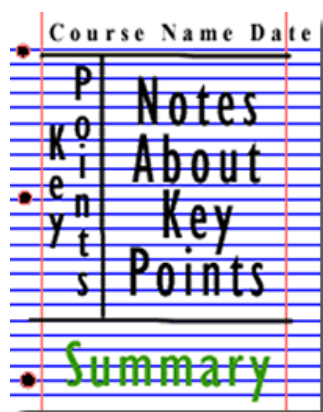 Course Name Date
Key Points
Notes
About
Key
Points
Summary